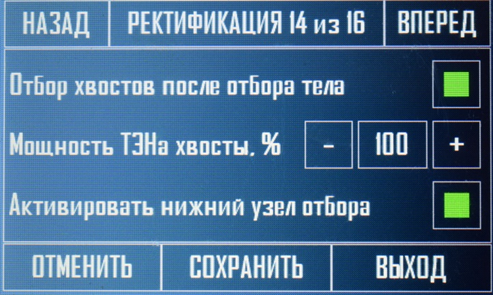 НАЗАД РЕКТИФИКАЦИЯ 14 из 16 ВПЕРЕД
Отбор хвостов после отбора тела
Мощность ТЭНа хвосты, % - 100 +
Активировать нижний узел отбора
ОТМЕНИТЬ СОХРАНИТЬ ВЫХОД